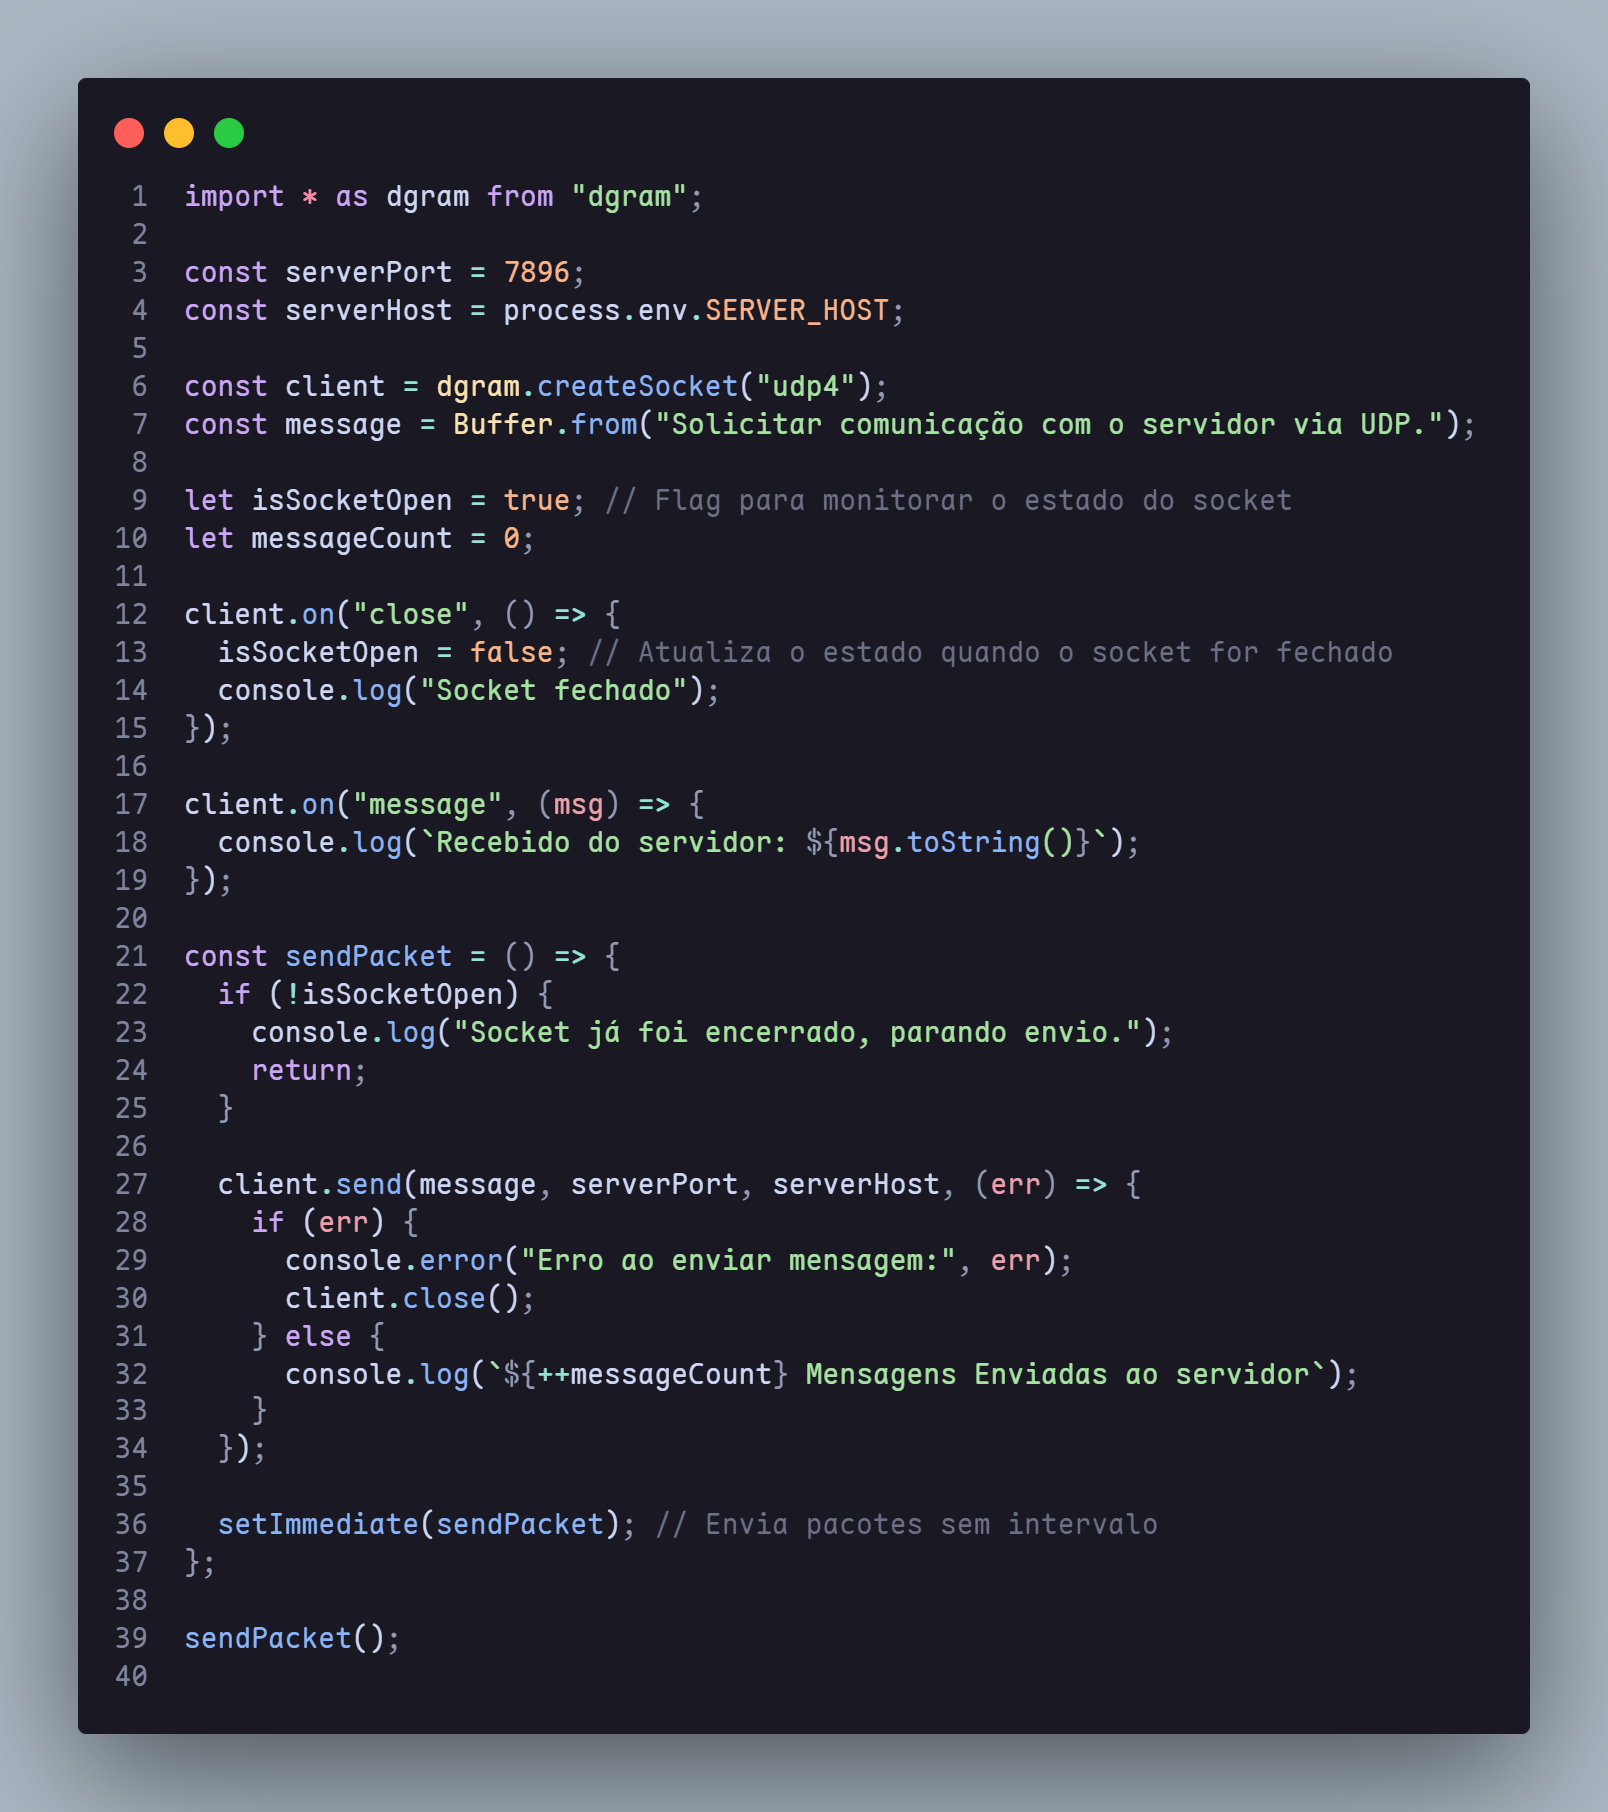 1 import * as dgram from "dgram";
2
3 const serverPort = 7896;
4 const serverHost = process.env.SERVER_HOST;
5
6 const client = dgram.createSocket("udp4");
7 const message = Buffer.from("Solicitar comunicação com o servidor via UDP.");
8
9 let isSocketOpen = true; // Flag para monitorar o estado do socket
10 let messageCount = 0;
11
12 client.on("close", () => {
13   isSocketOpen = false; // Atualiza o estado quando o socket for fechado
14   console.log("Socket fechado");
15 });
16
17 client.on("message", (msg) => {
18   console.log(`Recebido do servidor: ${msg.toString()}`);
19 });
20
21 const sendPacket = () => {
22   if (!isSocketOpen) {
23     console.log("Socket já foi encerrado, parando envio.");
24     return;
25   }
26
27   client.send(message, serverPort, serverHost, (err) => {
28     if (err) {
29       console.error("Erro ao enviar mensagem:", err);
30       client.close();
31     } else {
32       console.log(`${++messageCount} Mensagens Enviadas ao servidor`);
33     }
34   });
35
36   setImmediate(sendPacket); // Envia pacotes sem intervalo
37 };
38
39 sendPacket();
40